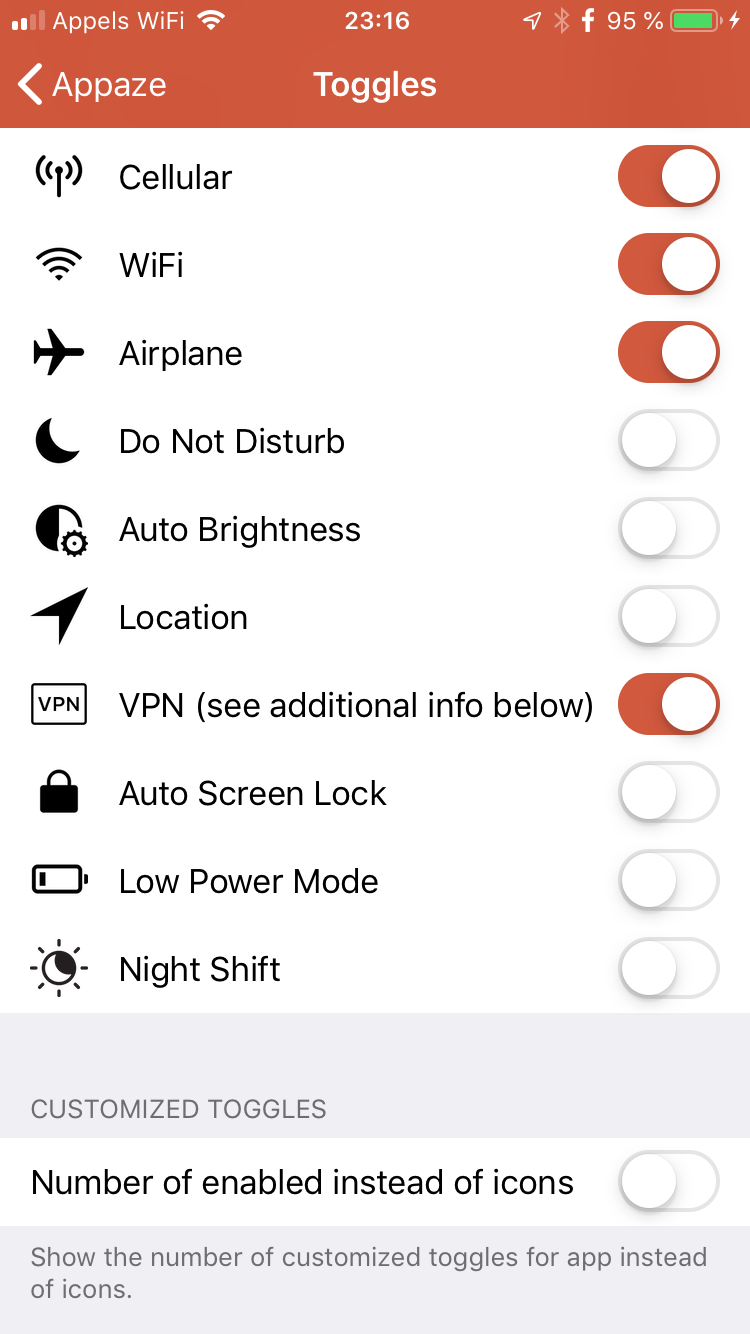 Appels WiFi 23:16 95 %
Appaze Toggles
Cellular
WiFi
Airplane
Do Not Disturb
Auto Brightness
Location
VPN VPN (see additional info below)
Auto Screen Lock
Low Power Mode
Night Shift
CUSTOMIZED TOGGLES
Number of enabled instead of icons
Show the number of customized toggles for app instead
of icons.